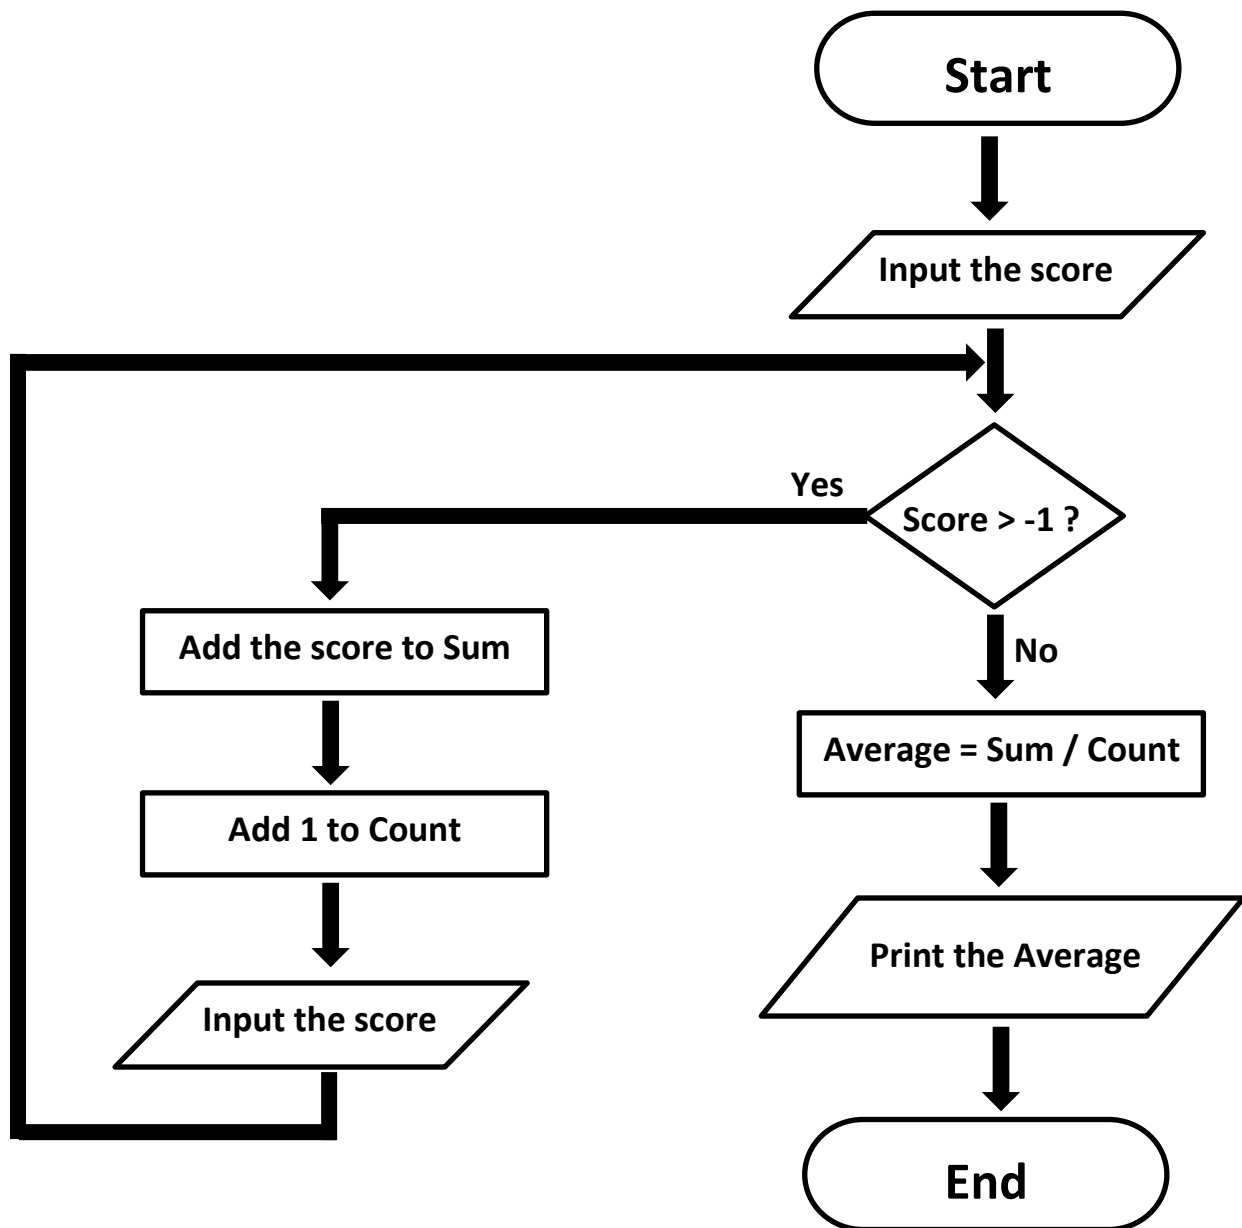 Start
Input the score
Score > -1 ?
Yes
Add the score to Sum
Add 1 to Count
Input the score
No
Average = Sum / Count
Print the Average
End